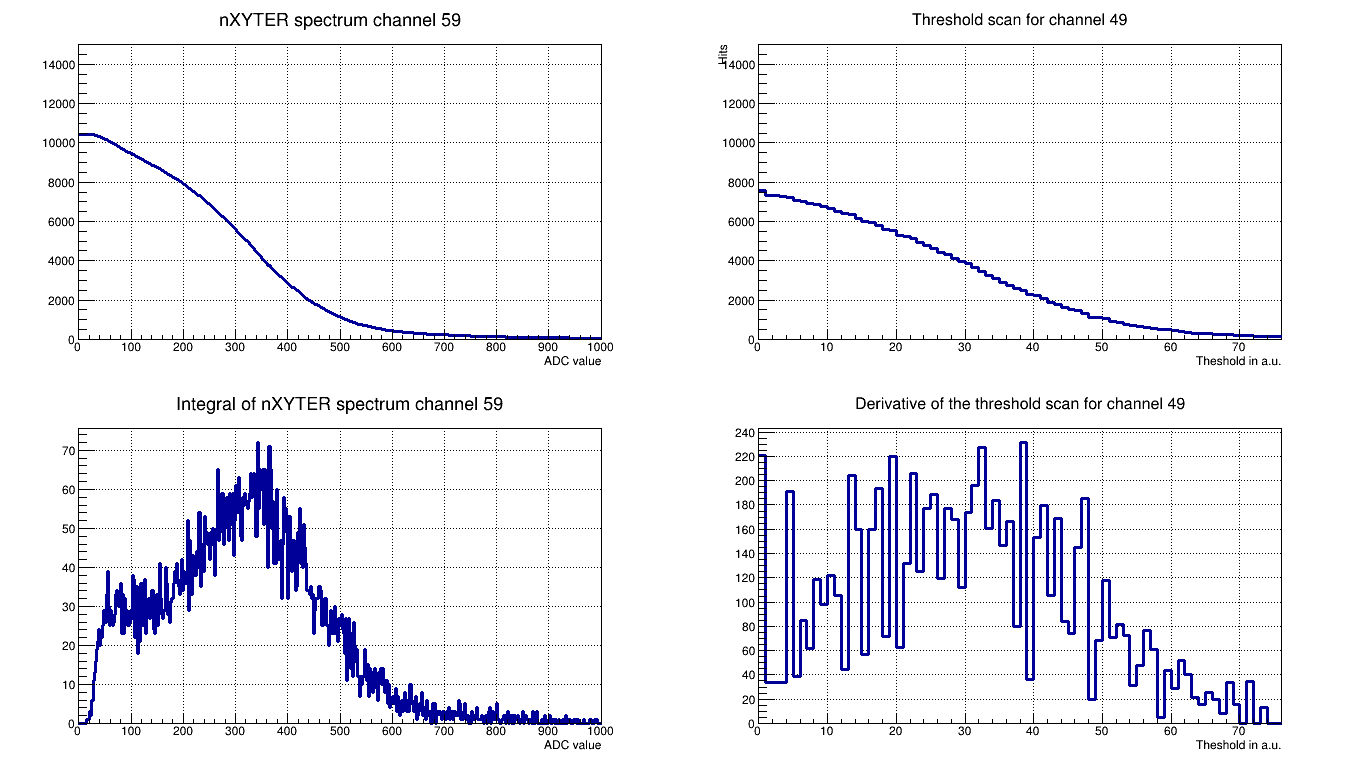 nXYTER spectrum channel 59
14000
12000
10000
8000
6000
4000
2000
0
0 100 200 300 400 500 600 700 800 900 1000
ADC value
Threshold scan for channel 49
Hits
14000
12000
10000
8000
6000
4000
2000
0
0 10 20 30 40 50 60 70
Theshold in a.u.
Integral of nXYTER spectrum channel 59
70
60
50
40
30
20
10
0
0 100 200 300 400 500 600 700 800 900 1000
ADC value
Derivative of the threshold scan for channel 49
240
220
200
180
160
140
120
100
80
60
40
20
0
0 10 20 30 40 50 60 70
Theshold in a.u.